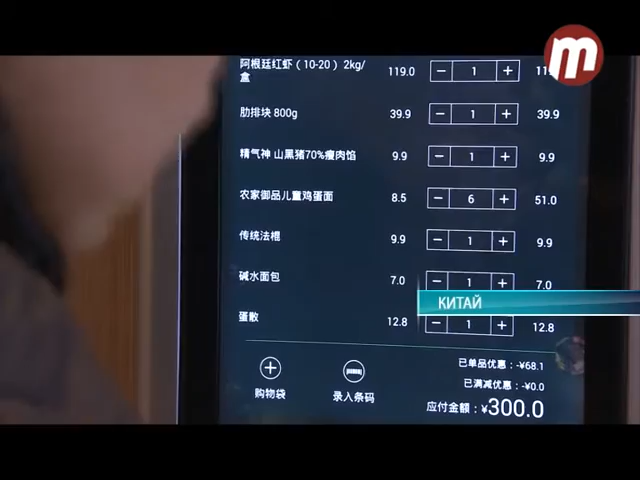 m
阿根廷红虾（10-20）2kg/ 119.0 − 1 + 11
盒
肋排块 800g 39.9 − 1 + 39.9
精气神 山黑猪70%瘦肉馅 9.9 − 1 + 9.9
农家御品儿童鸡蛋面 8.5 − 6 + 51.0
传统法棍 9.9 − 1 + 9.9
碱水面包 7.0 − 1 + 7.0
КИТАЙ
蛋散 12.8 − 1 + 12.8
已单品优惠：-¥68.1
已满减优惠：-¥0.0
购物袋 录入条码 应付金额：¥300.0